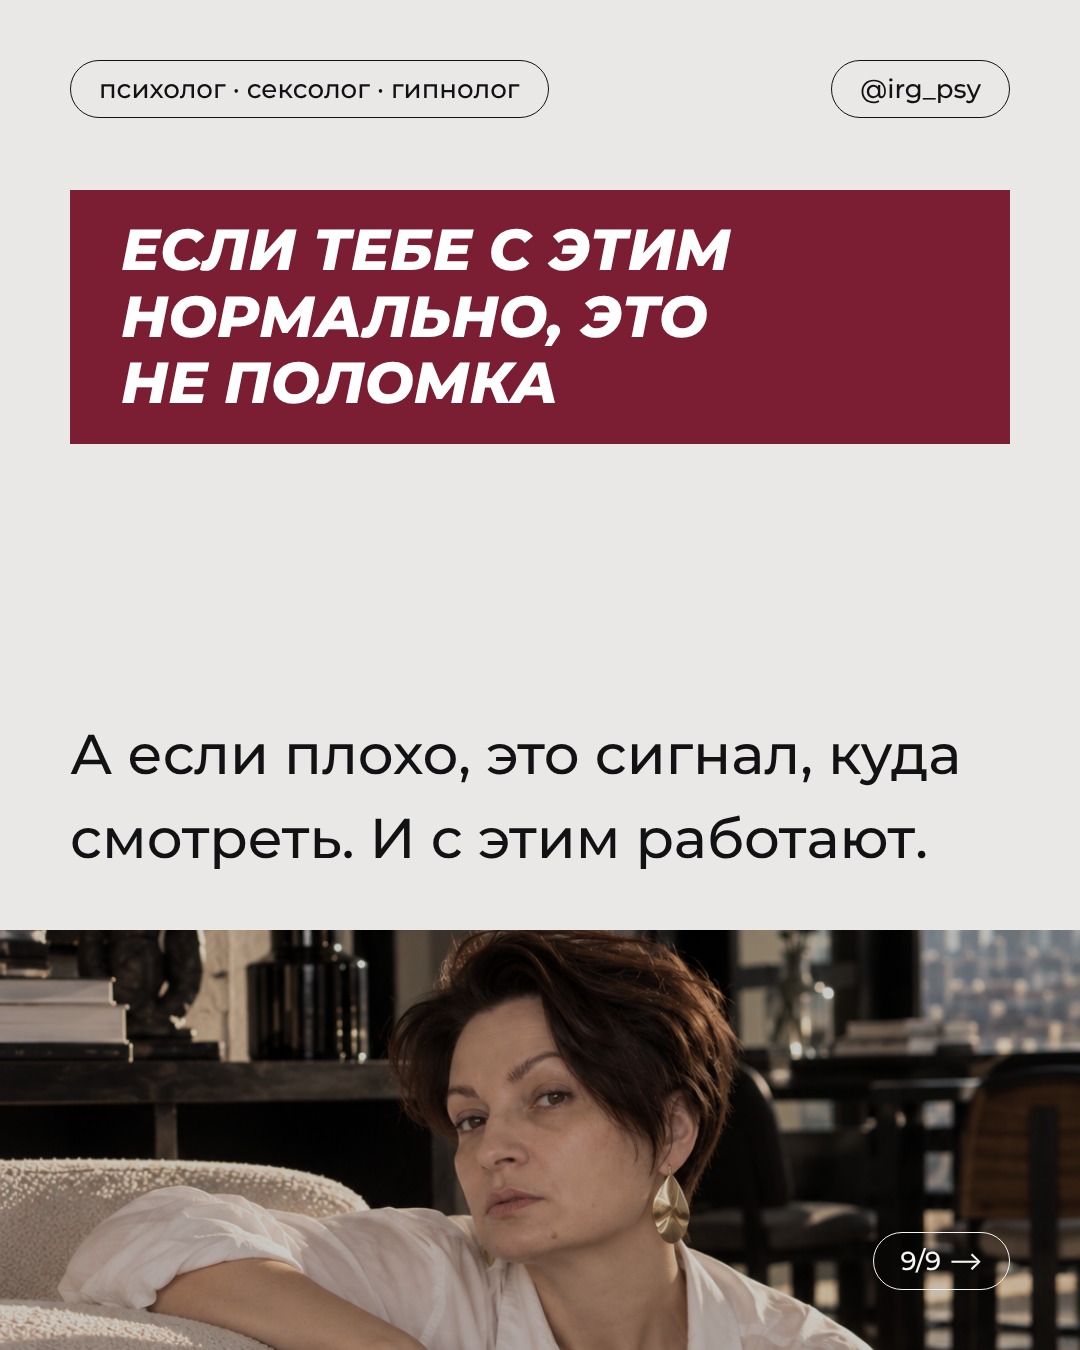 психолог · сексолог · гипнолог
@irg_psy
ЕСЛИ ТЕБЕ С ЭТИМ
НОРМАЛЬНО, ЭТО
НЕ ПОЛОМКА
А если плохо, это сигнал, куда
смотреть. И с этим работают.
9/9 →